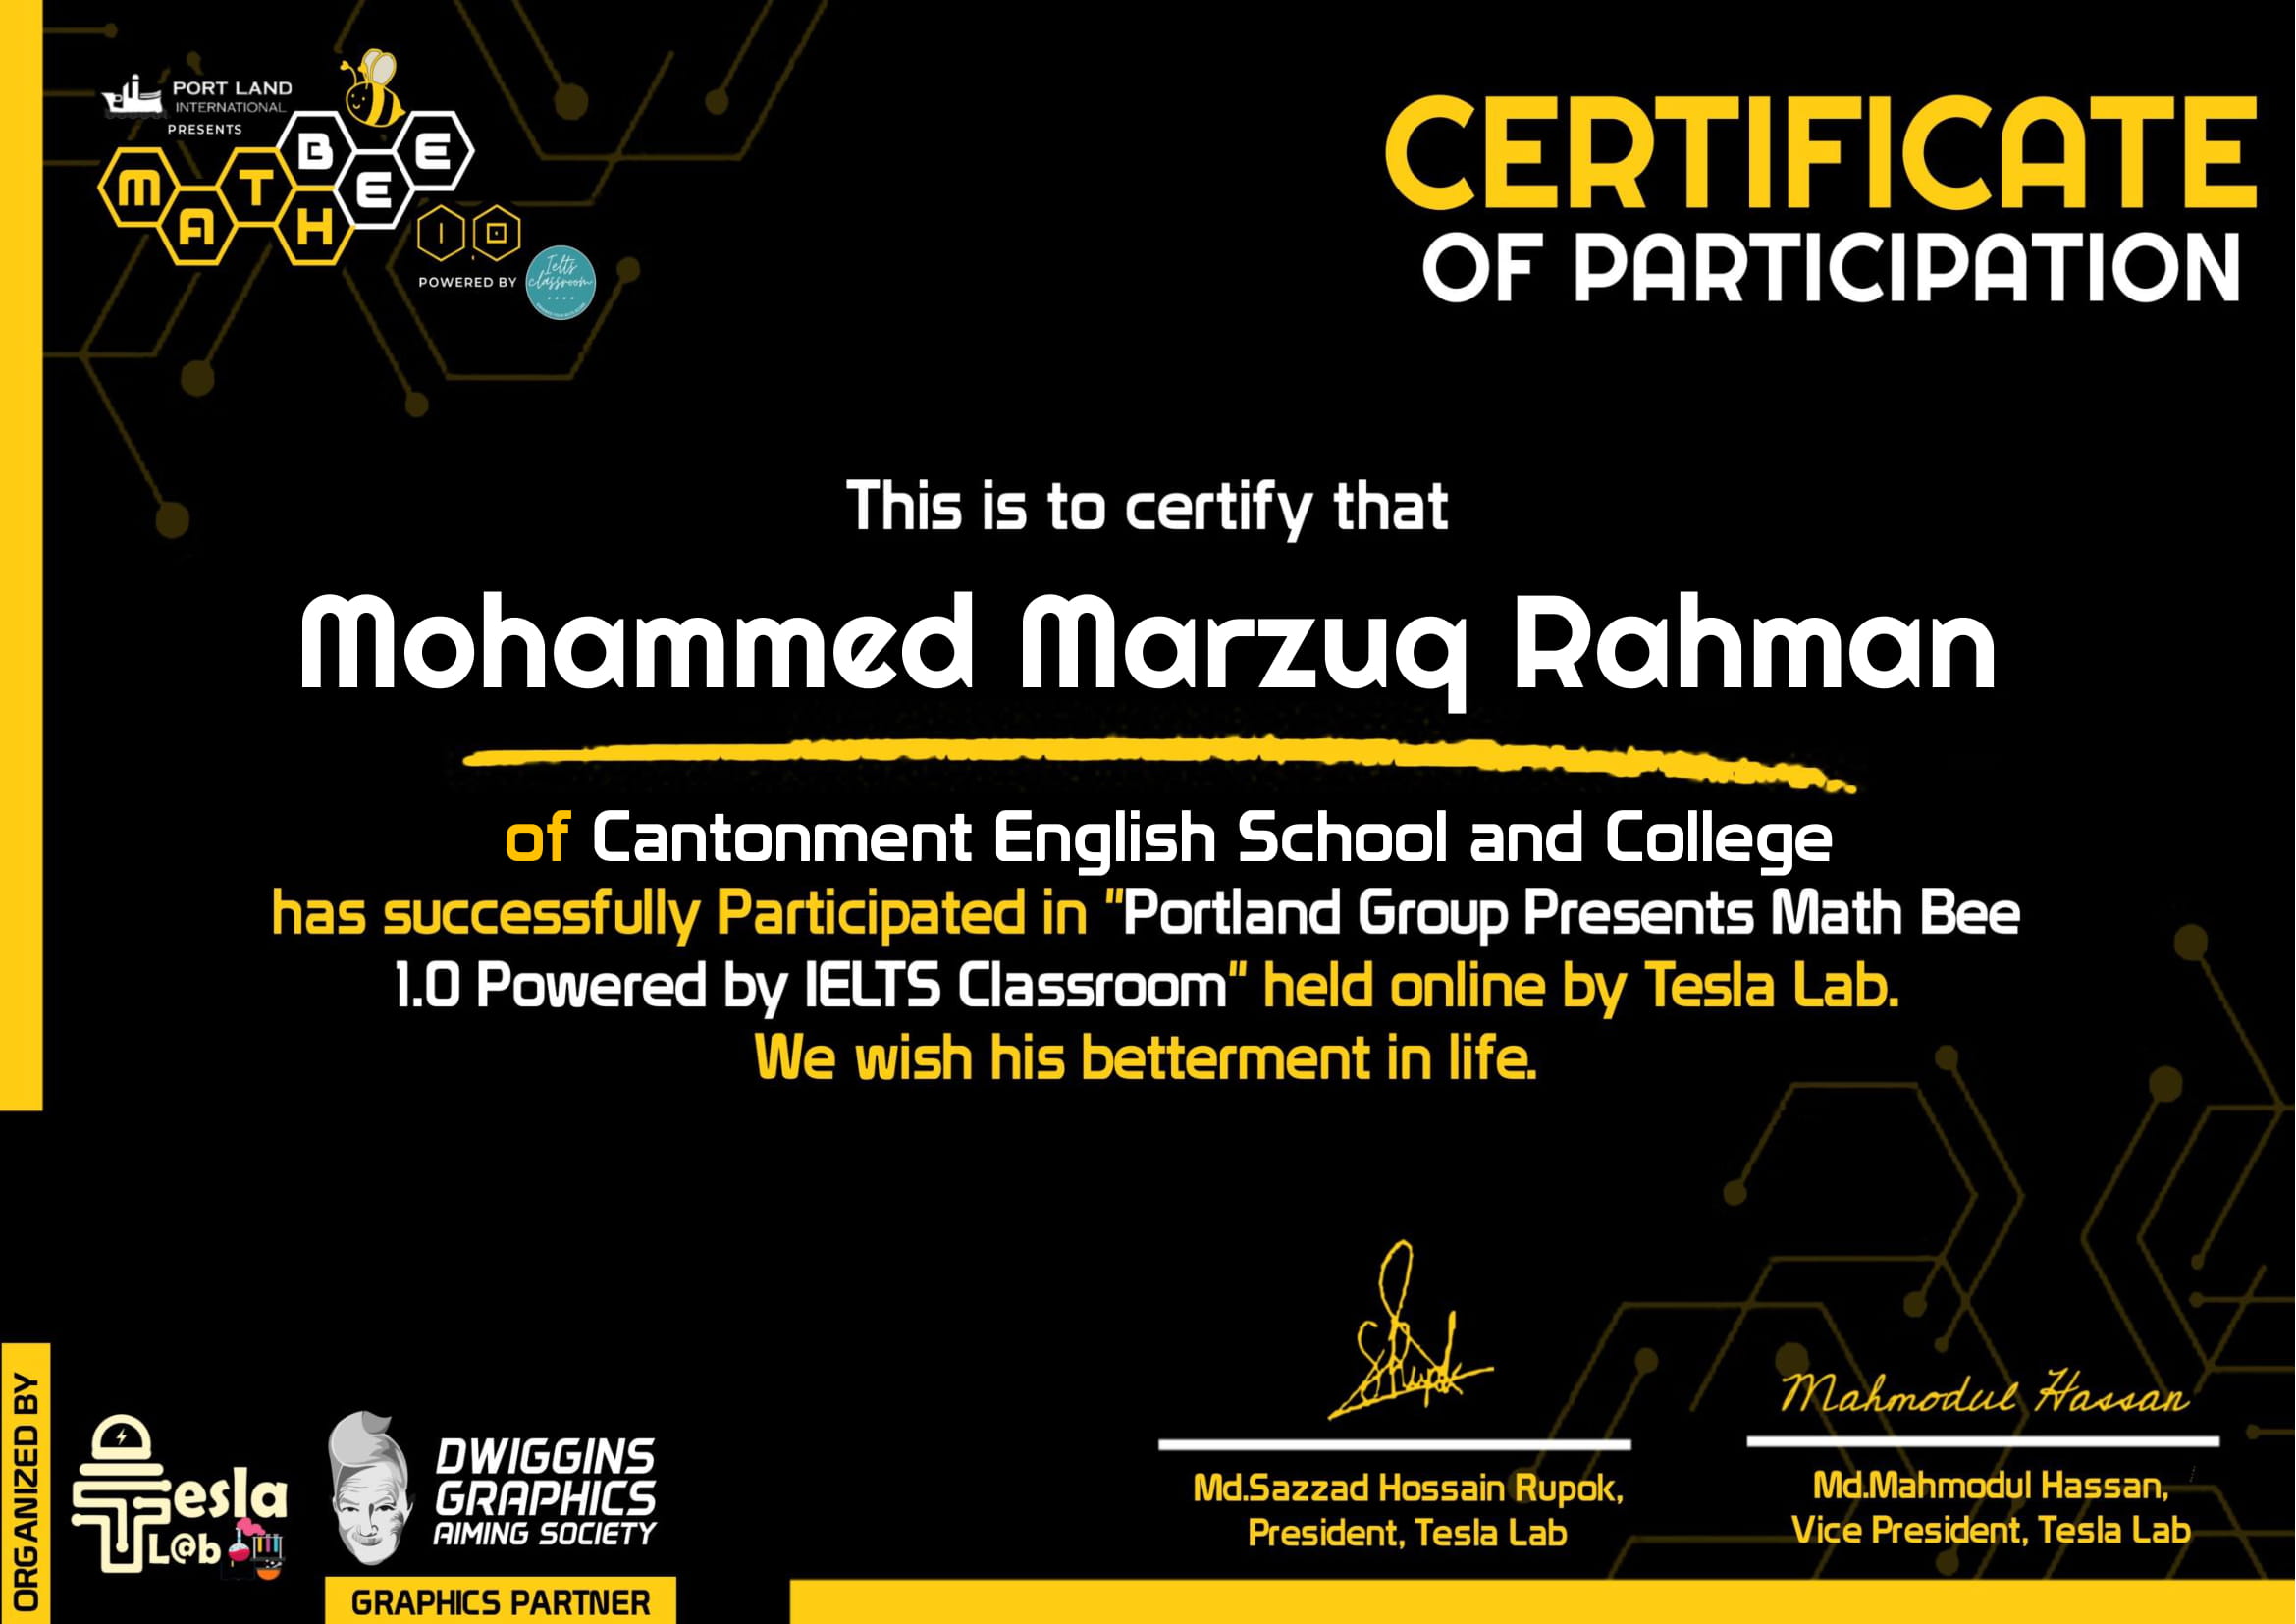 PORT LAND
INTERNATIONAL
PRESENTS
MATH BEE
1.0
POWERED BY
Ielts
classroom
CERTIFICATE
OF PARTICIPATION
This is to certify that
Mohammed Marzuq Rahman
of Cantonment English School and College
has successfully Participated in "Portland Group Presents Math Bee
1.0 Powered by IELTS Classroom" held online by Tesla Lab.
We wish his betterment in life.
ORGANIZED BY
Tesla
L@b
DWIGGINS
GRAPHICS
AIMING SOCIETY
GRAPHICS PARTNER
Md.Sazzad Hossain Rupok,
President, Tesla Lab
Mahmodul Hassan
Md.Mahmodul Hassan,
Vice President, Tesla Lab